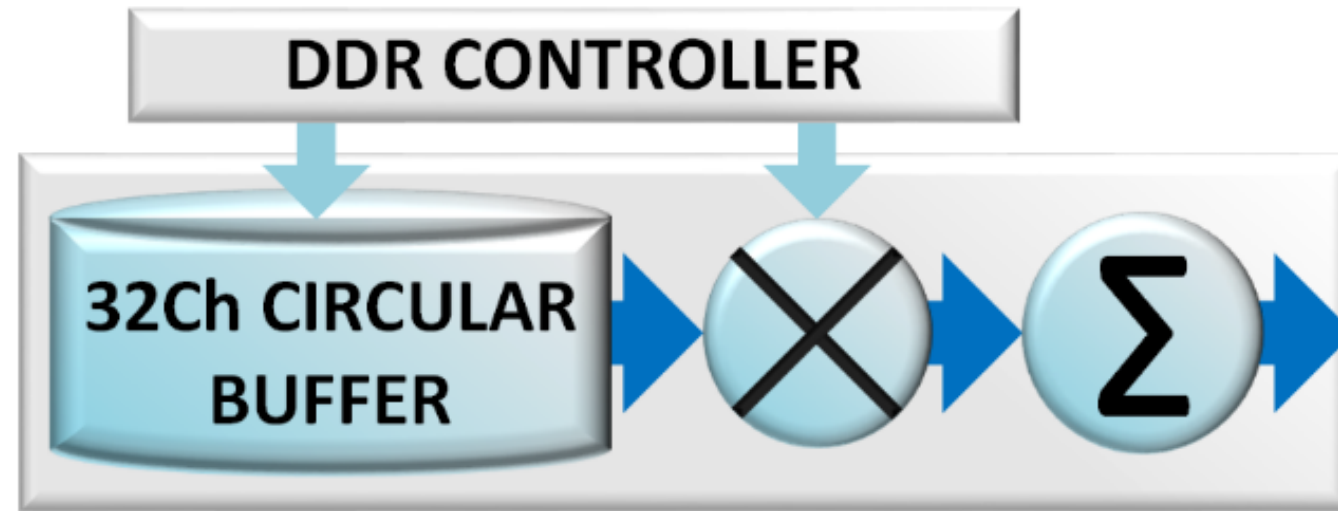 DDR CONTROLLER
32Ch CIRCULAR
BUFFER
Σ